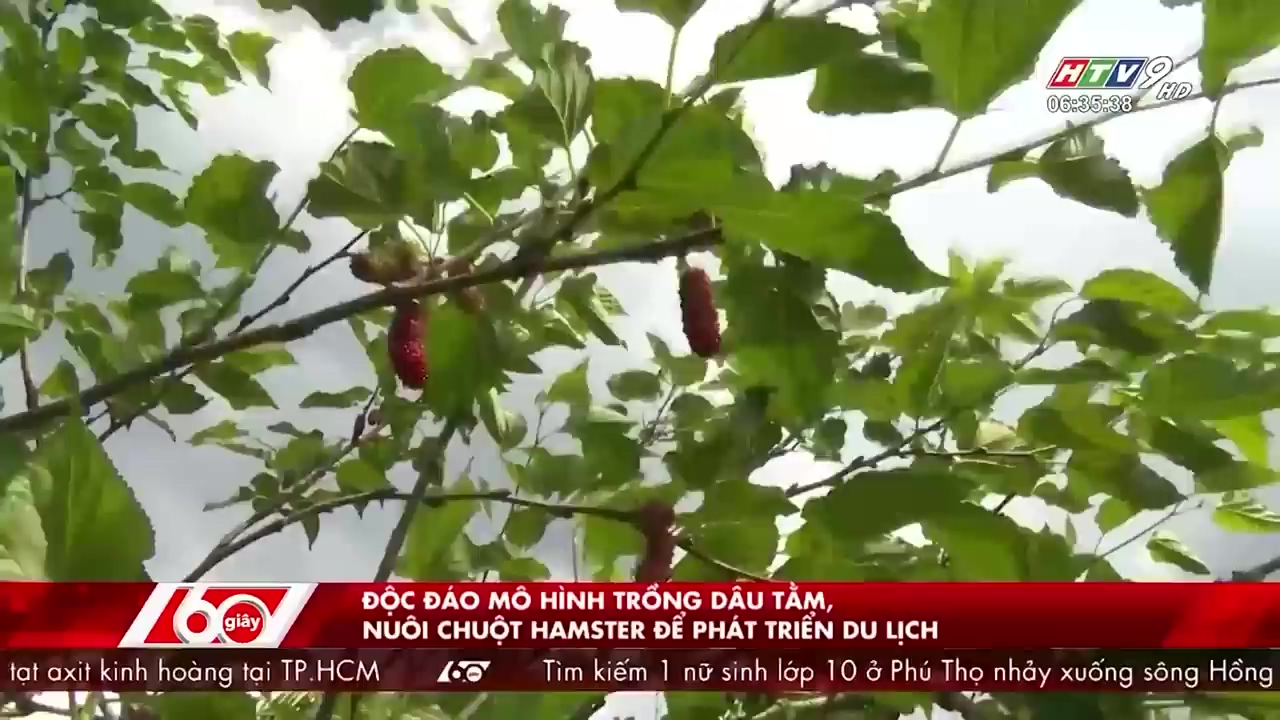 HTV9 HD
06:35:38
ĐỘC ĐÁO MÔ HÌNH TRỒNG DÂU TẰM,
60 giây
NUÔI CHUỘT HAMSTER ĐỂ PHÁT TRIỂN DU LỊCH
tạt axit kinh hoàng tại TP.HCM 60 giây Tìm kiếm 1 nữ sinh lớp 10 ở Phú Thọ nhảy xuống sông Hồng